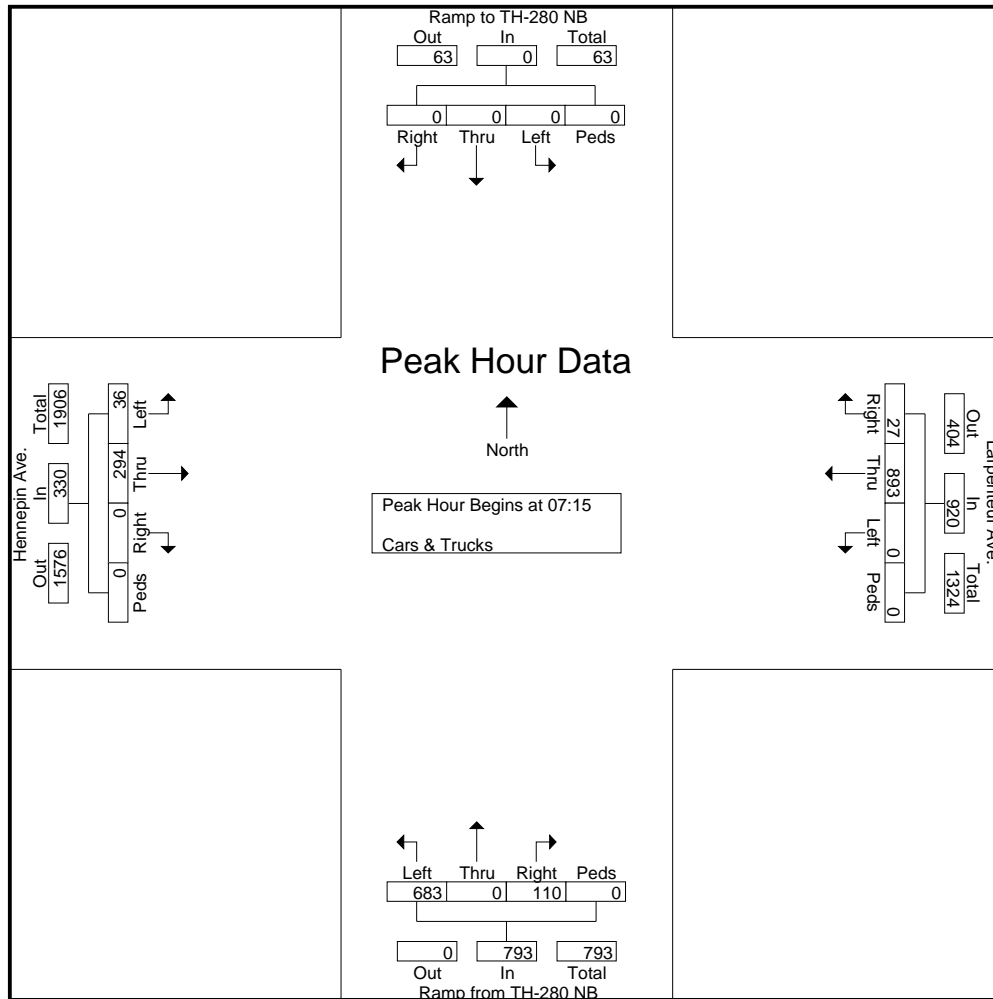 Ramp to TH-280 NB
Out In Total
63 0 63
0 0 0 0
Right Thru Left Peds
Peak Hour Data
North
Peak Hour Begins at 07:15
Cars & Trucks
Hennepin Ave.
Out In Total
1576 330 1906
36 294 0 0
Left Thru Right Peds
Larpenteur Ave.
Out In Total
404 920 1324
27 893 0 0
Right Thru Left Peds
Left Thru Right Peds
683 0 110 0
0 793 793
Out In Total
Ramp from TH-280 NB